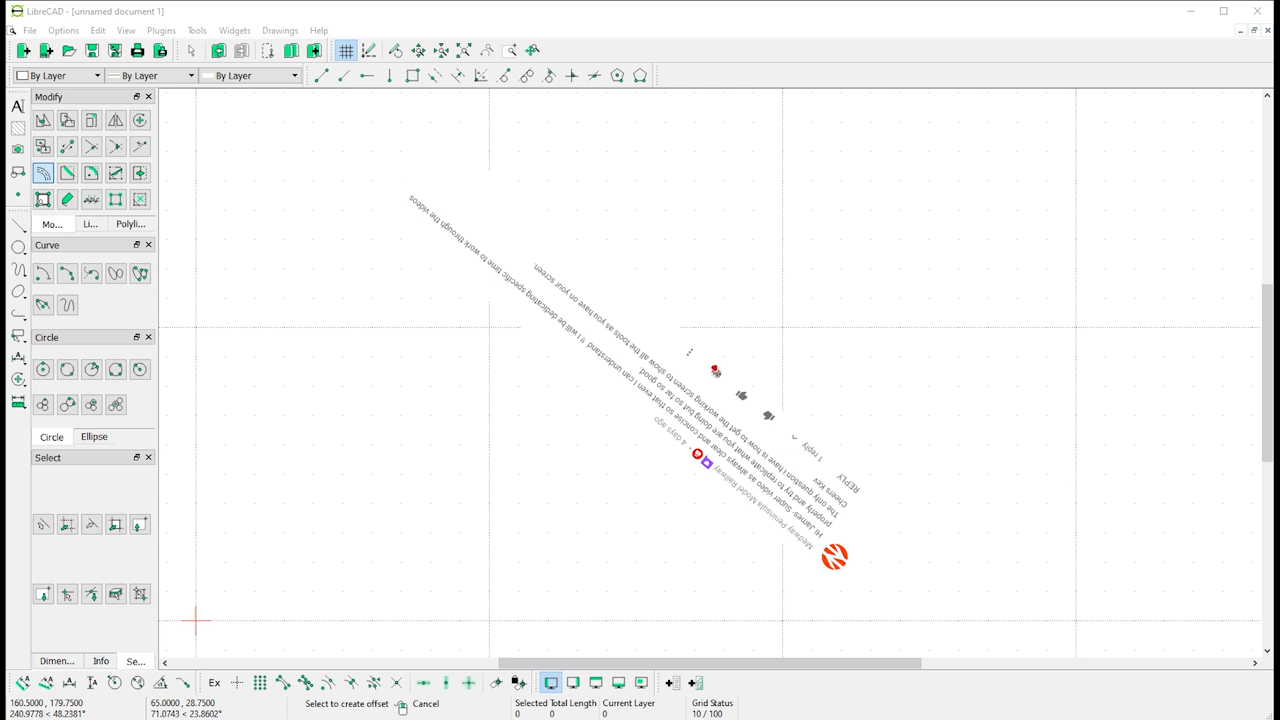 LibreCAD - [unnamed document 1]
File Options Edit View Plugins Tools Widgets Drawings Help
By Layer By Layer By Layer
Modify
Mo... Li... Polyli...
Curve
Circle
Circle Ellipse
Select
Dimen... Info Se...
Medway Peninsula Model Railway
4 days ago
Hi James- Super video as always clear and concise so that even I can understand !! I will be dedicating specific time to work through the videos
properly and try to replicate what you are doing but so far so good.
The only question I have is how to get the working screen to show all the tools as you have on your screen.
Cheers Kev
REPLY
1 reply
Ex
160.5000 , 179.7500
240.9778 < 48.2381°
65.0000 , 28.7500
71.0743 < 23.8602°
Select to create offset
Cancel
Selected Total Length
0 0
Current Layer
0
Grid Status
10 / 100